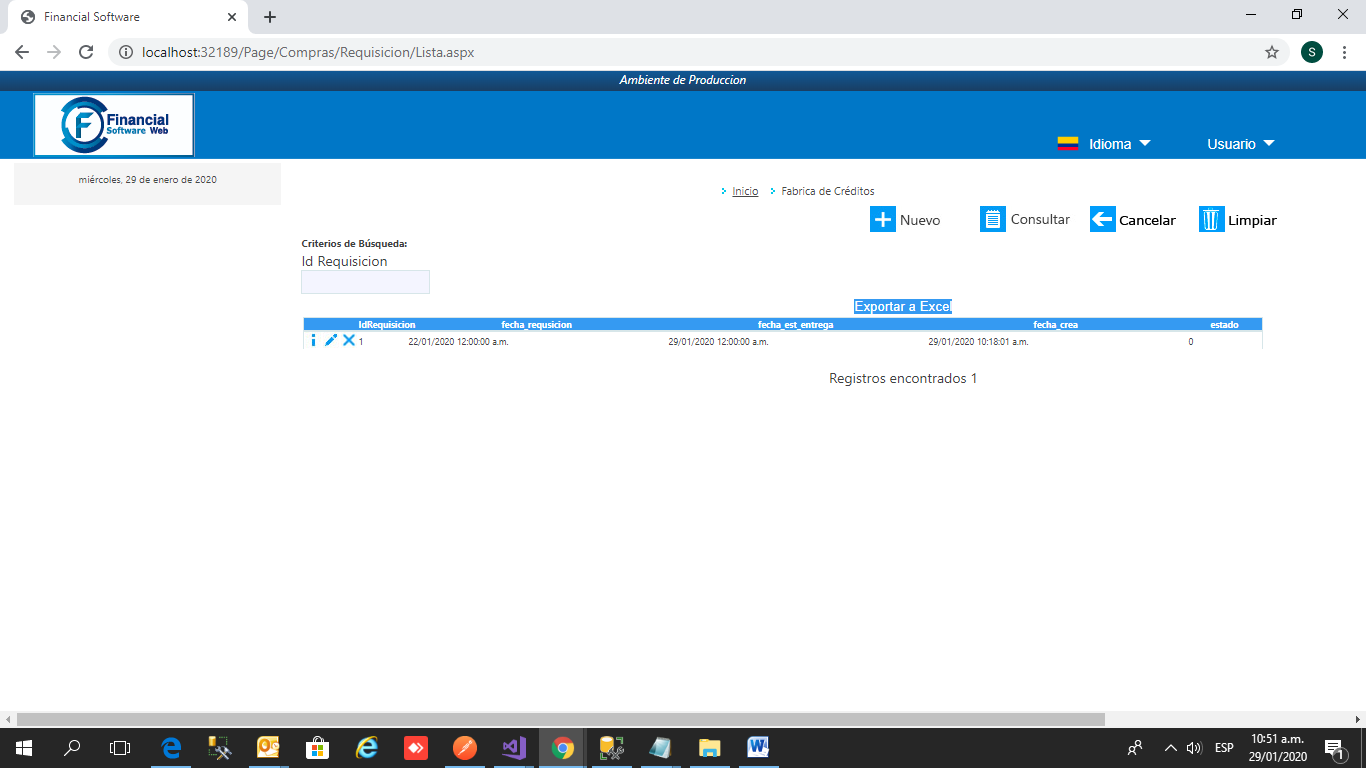 Financial Software
localhost:32189/Page/Compras/Requisicion/Lista.aspx
S
Ambiente de Produccion
F Financial
Software Web
Idioma Usuario
miércoles, 29 de enero de 2020
Inicio Fabrica de Créditos
Nuevo Consultar Cancelar Limpiar
Criterios de Búsqueda:
Id Requisicion
Exportar a Excel
IdRequisicion fecha_requsicion fecha_est_entrega fecha_crea estado
1 22/01/2020 12:00:00 a.m. 29/01/2020 12:00:00 a.m. 29/01/2020 10:18:01 a.m. 0
Registros encontrados 1
ESP
10:51 a.m.
29/01/2020
1